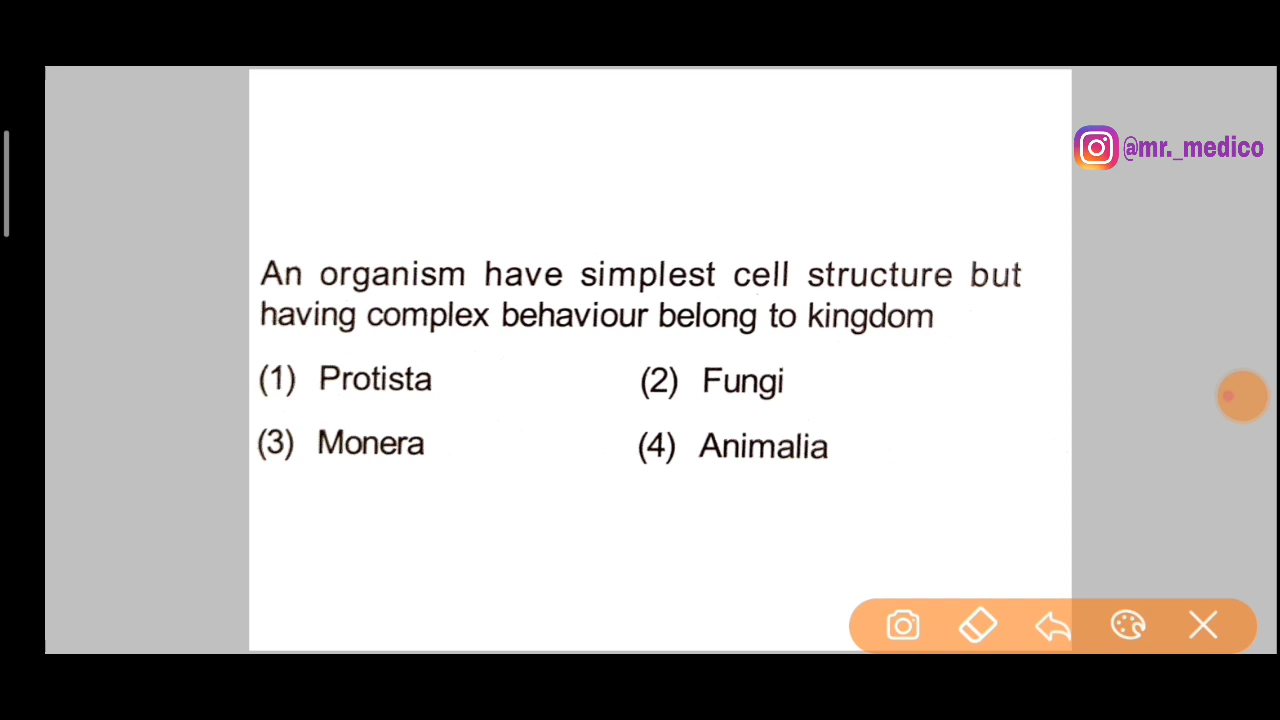 @mr._medico
An organism have simplest cell structure but
having complex behaviour belong to kingdom
(1) Protista (2) Fungi
(3) Monera (4) Animalia